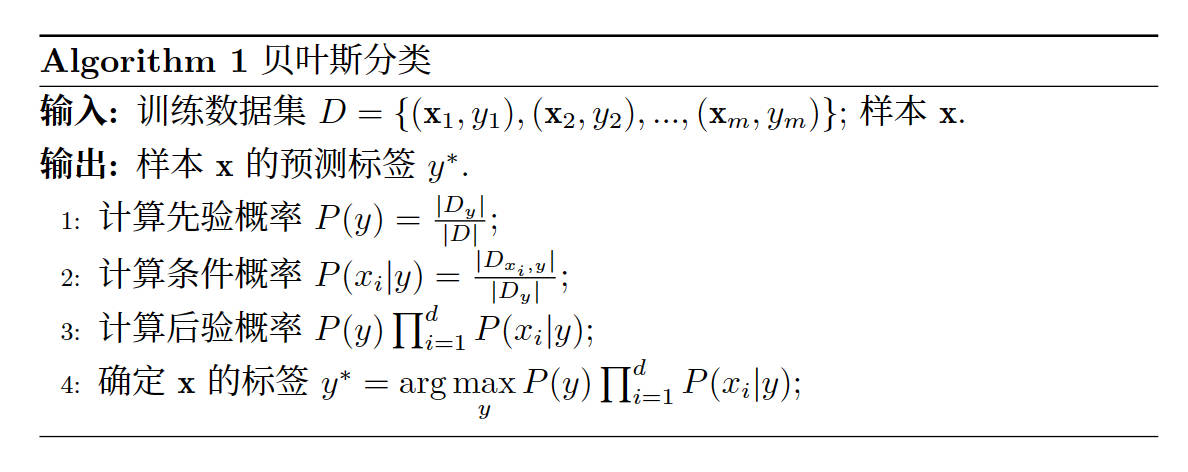 Algorithm 1 贝叶斯分类
输入: 训练数据集 $D = \{(\mathbf{x}_1, y_1), (\mathbf{x}_2, y_2), ..., (\mathbf{x}_m, y_m)\}$; 样本 $\mathbf{x}$.
输出: 样本 $\mathbf{x}$ 的预测标签 $y^*$.
1: 计算先验概率 $P(y) = \frac{|D_y|}{|D|}$;
2: 计算条件概率 $P(x_i|y) = \frac{|D_{x_i,y}|}{|D_y|}$;
3: 计算后验概率 $P(y) \prod_{i=1}^{d} P(x_i|y)$;
4: 确定 $\mathbf{x}$ 的标签 $y^* = \arg\max_{y} P(y) \prod_{i=1}^{d} P(x_i|y)$;